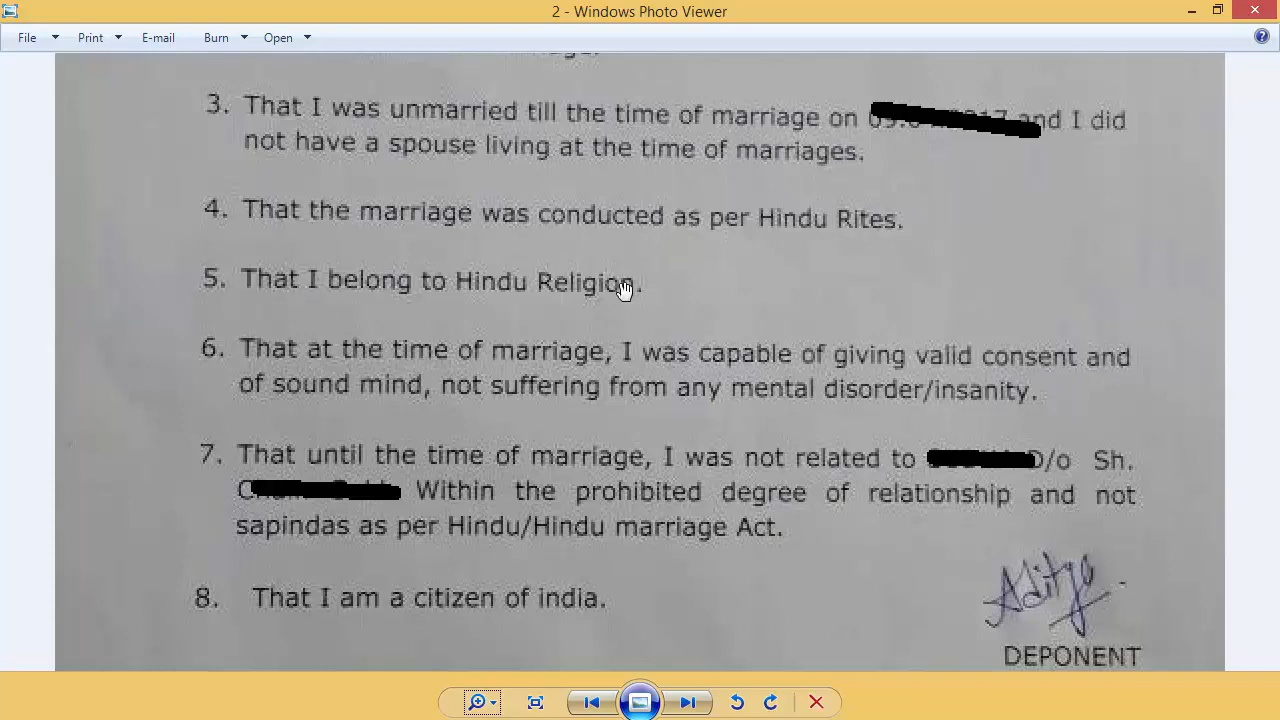 2 - Windows Photo Viewer
File Print E-mail Burn Open
3. That I was unmarried till the time of marriage on and I did
not have a spouse living at the time of marriages.
4. That the marriage was conducted as per Hindu Rites.
5. That I belong to Hindu Religion.
6. That at the time of marriage, I was capable of giving valid consent and
of sound mind, not suffering from any mental disorder/insanity.
7. That until the time of marriage, I was not related to D/o Sh.
Within the prohibited degree of relationship and not
sapindas as per Hindu/Hindu marriage Act.
8. That I am a citizen of india.
Aditya
DEPONENT